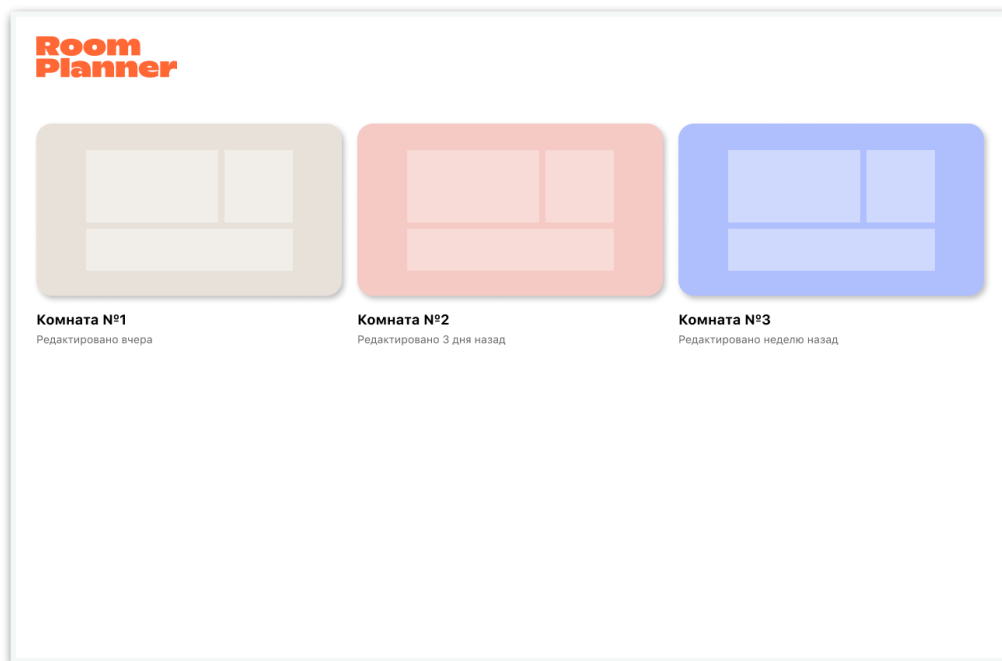 Room
Planner
Комната №1
Редактировано вчера
Комната №2
Редактировано 3 дня назад
Комната №3
Редактировано неделю назад